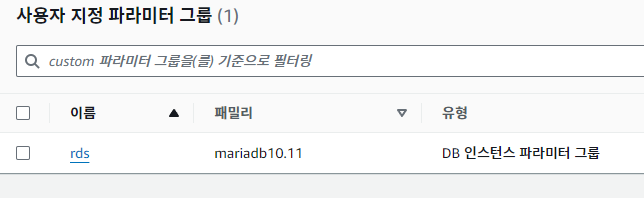 사용자 지정 파라미터 그룹 (1)
custom 파라미터 그룹을(를) 기준으로 필터링
이름 패밀리 유형
rds mariadb10.11 DB 인스턴스 파라미터 그룹